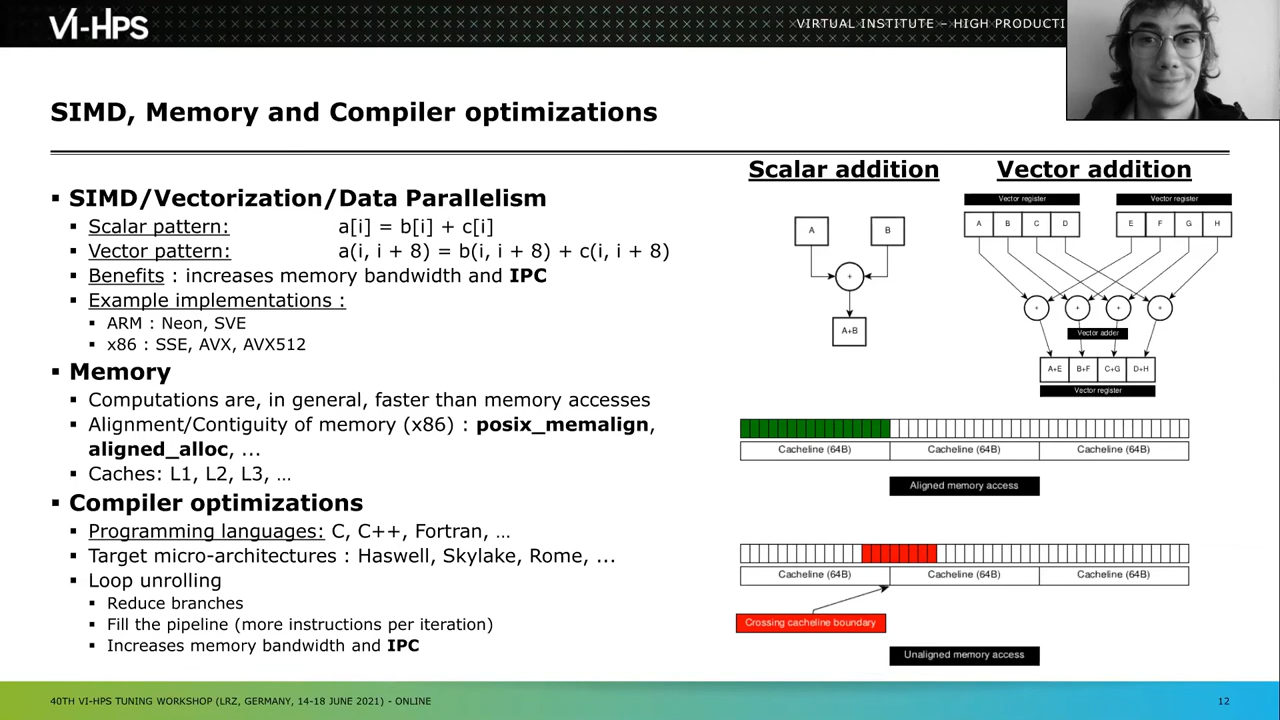 VI-HPS
VIRTUAL INSTITUTE – HIGH PRODUCTI
SIMD, Memory and Compiler optimizations
SIMD/Vectorization/Data Parallelism
Scalar pattern: a[i] = b[i] + c[i]
Vector pattern: a(i, i + 8) = b(i, i + 8) + c(i, i + 8)
Benefits : increases memory bandwidth and IPC
Example implementations :
ARM : Neon, SVE
x86 : SSE, AVX, AVX512
Memory
Computations are, in general, faster than memory accesses
Alignment/Contiguity of memory (x86) : posix_memalign,
aligned_alloc, ...
Caches: L1, L2, L3, …
Compiler optimizations
Programming languages: C, C++, Fortran, …
Target micro-architectures : Haswell, Skylake, Rome, ...
Loop unrolling
Reduce branches
Fill the pipeline (more instructions per iteration)
Increases memory bandwidth and IPC
Scalar addition
A B
+
A+B
Vector addition
Vector register Vector register
A B C D E F G H
+ + + +
Vector adder
A+E B+F C+G D+H
Vector register
Cacheline (64B) Cacheline (64B) Cacheline (64B)
Aligned memory access
Cacheline (64B) Cacheline (64B) Cacheline (64B)
Crossing cacheline boundary
Unaligned memory access
40TH VI-HPS TUNING WORKSHOP (LRZ, GERMANY, 14-18 JUNE 2021) - ONLINE
12